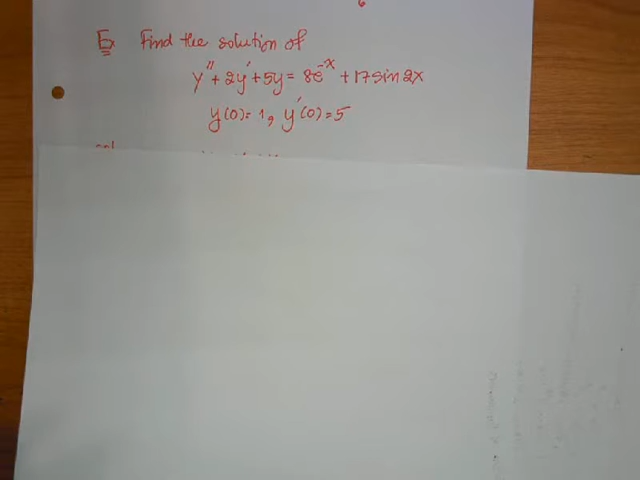 Ex Find the solution of
y'' + 2y' + 5y = 8e^-x + 17 sin 2x
y(0) = 1, y'(0) = 5